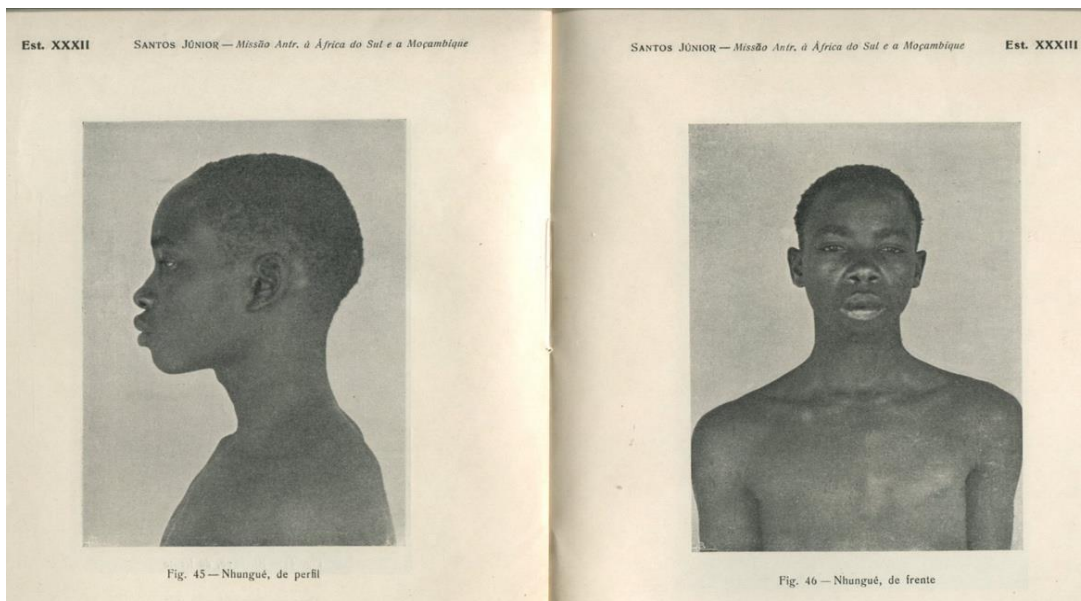 Est. XXXII SANTOS JÚNIOR — Missão Antr. à África do Sul e a Moçambique
Fig. 45 — Nhungué, de perfil
SANTOS JÚNIOR — Missão Antr. à África do Sul e a Moçambique Est. XXXIII
Fig. 46 — Nhungué, de frente